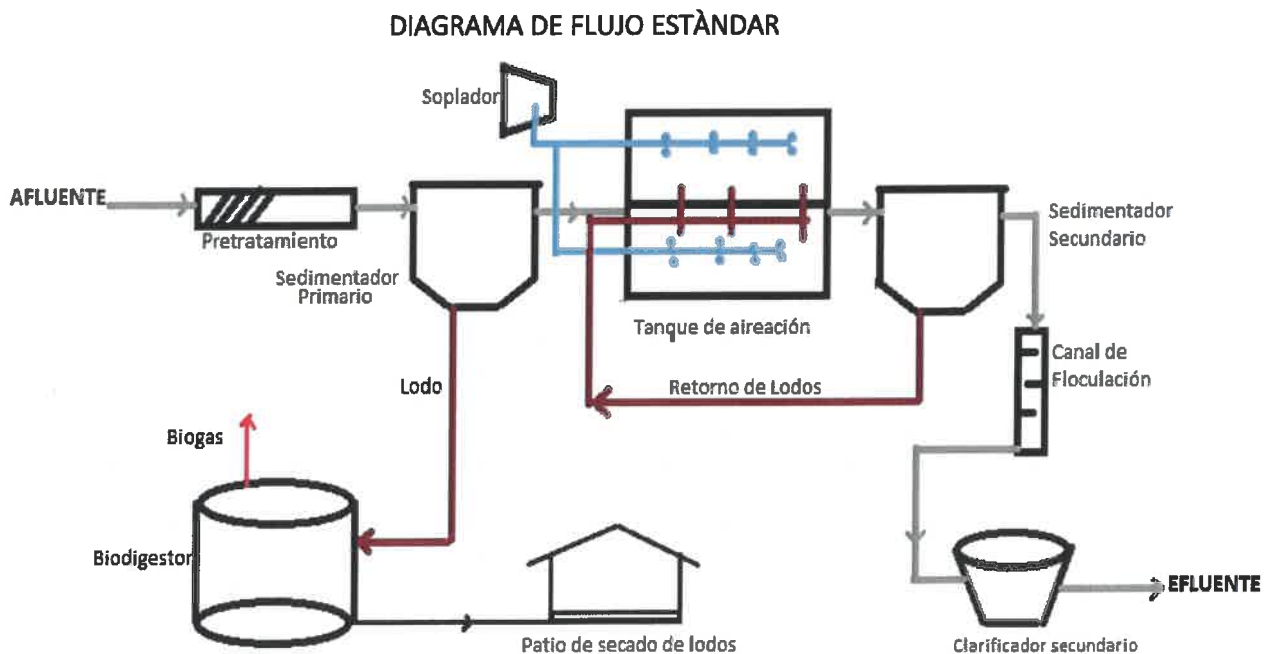 DIAGRAMA DE FLUJO ESTÀNDAR
Soplador
AFLUENTE
Pretratamiento
Sedimentador
Primario
Tanque de aireación
Sedimentador
Secundario
Canal de
Floculación
Retorno de Lodos
Lodo
Biogas
Biodigestor
Patio de secado de lodos
EFLUENTE
Clarificador secundario